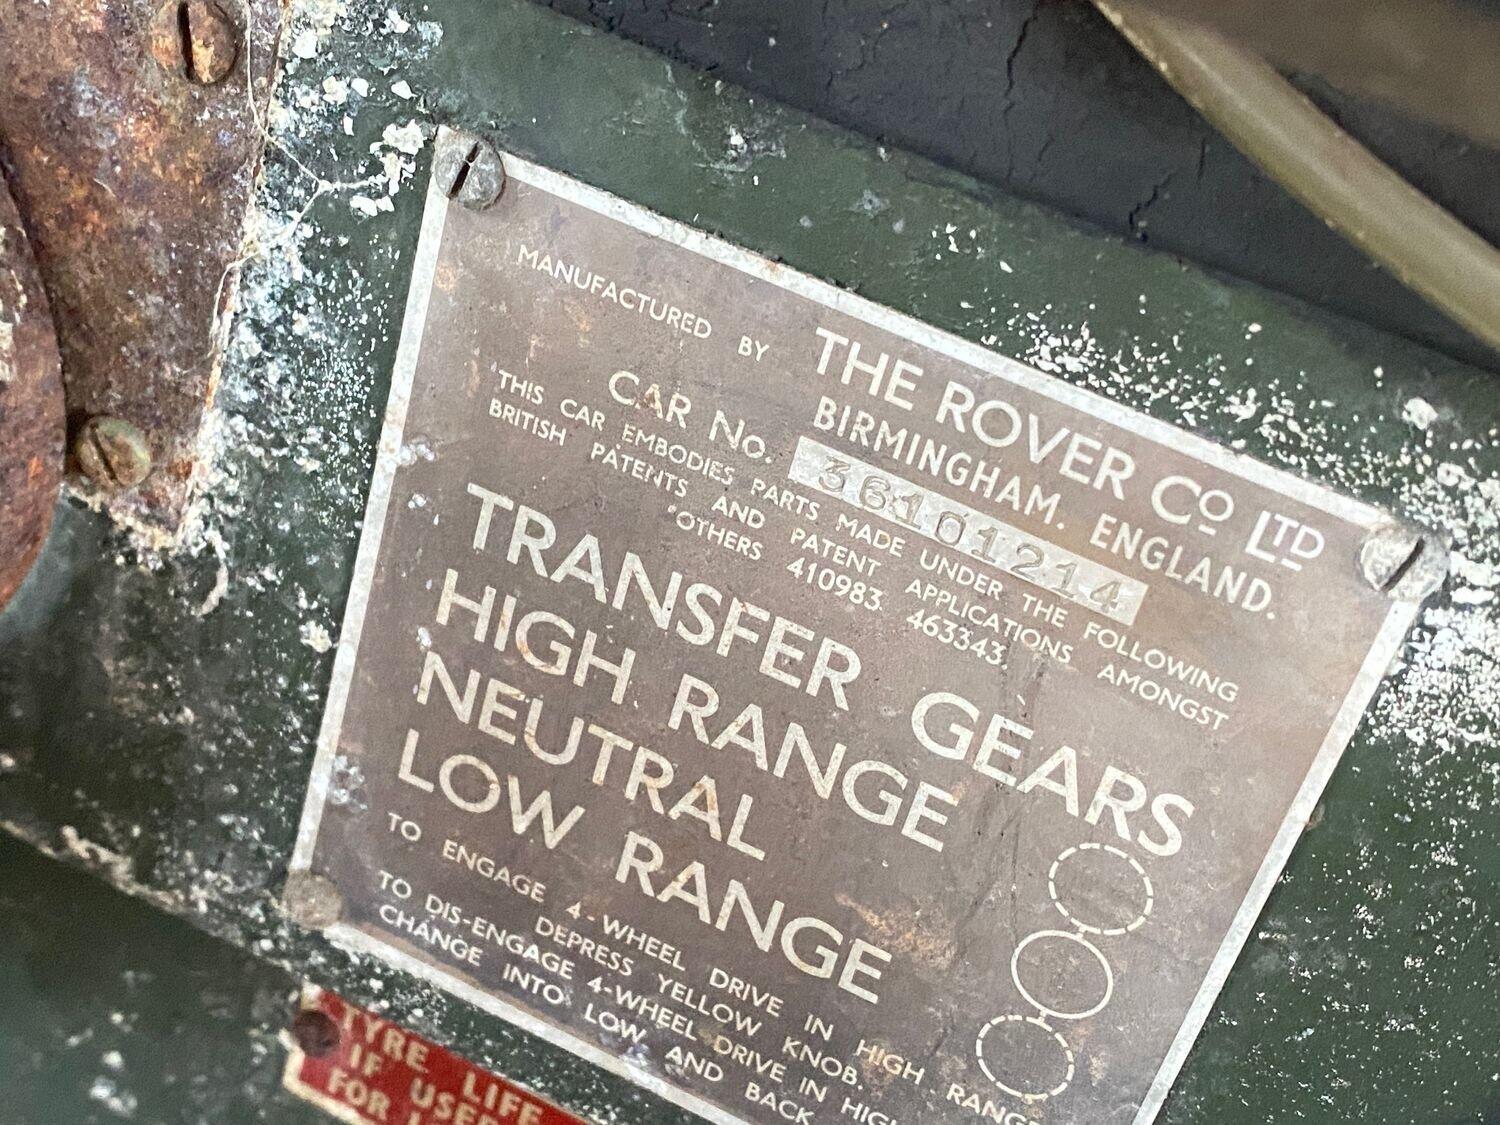 MANUFACTURED BY THE ROVER CO LTD
BIRMINGHAM. ENGLAND.
CAR No. 36101214
"THIS CAR EMBODIES PARTS MADE UNDER THE FOLLOWING
BRITISH PATENTS AND PATENT APPLICATIONS AMONGST
"OTHERS 410983 463343
TRANSFER GEARS
HIGH RANGE
NEUTRAL
LOW RANGE
TO ENGAGE 4-WHEEL DRIVE IN HIGH RANGE
DEPRESS YELLOW KNOB.
TO DIS-ENGAGE 4-WHEEL DRIVE IN HIGH
CHANGE INTO LOW AND BACK
TYRE LIFE
IF USED
FOR